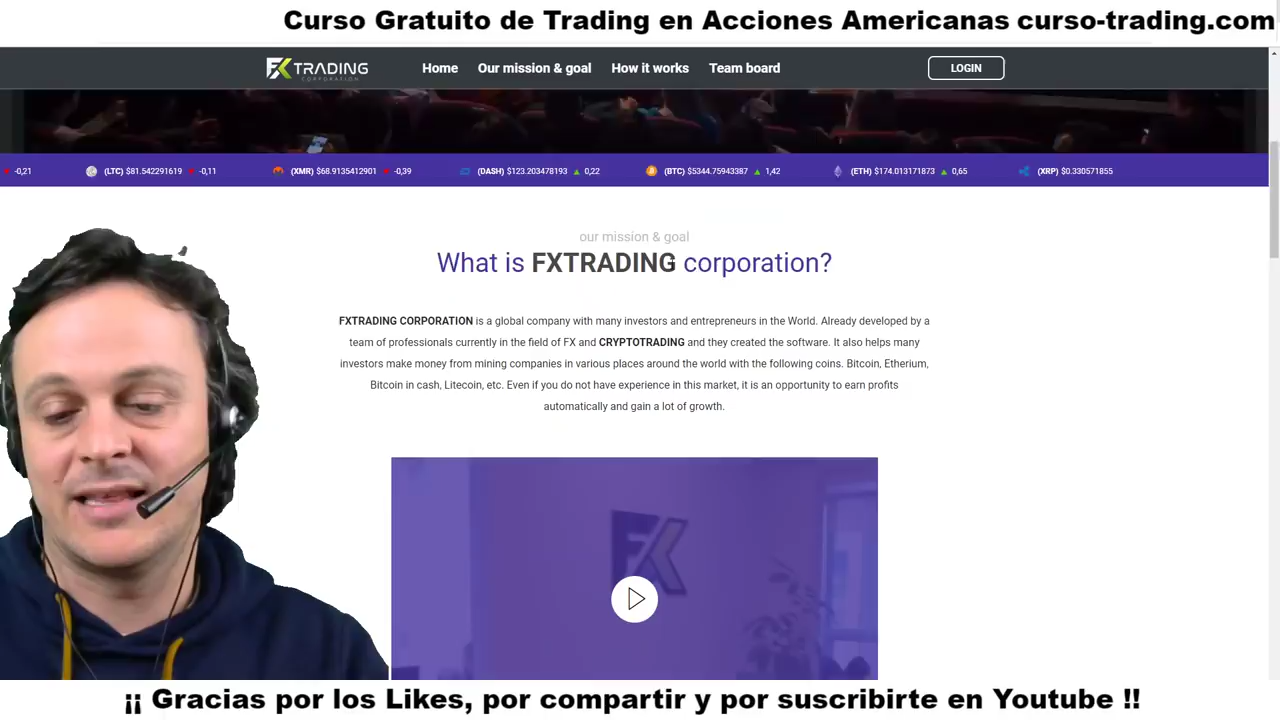 Curso Gratuito de Trading en Acciones Americanas curso-trading.com
FX TRADING
CORPORATION
Home Our mission & goal How it works Team board LOGIN
-0,21 (LTC) $81.542291619 -0,11 (XMR) $68.9135412901 -0,39 (DASH) $123.203478193 0,22 (BTC) $5344.75943387 1,42 (ETH) $174.013171873 0,65 (XRP) $0.330571855
our mission & goal
What is FXTRADING corporation?
FXTRADING CORPORATION is a global company with many investors and entrepreneurs in the World. Already developed by a
team of professionals currently in the field of FX and CRYPTOTRADING and they created the software. It also helps many
investors make money from mining companies in various places around the world with the following coins. Bitcoin, Etherium,
Bitcoin in cash, Litecoin, etc. Even if you do not have experience in this market, it is an opportunity to earn profits
automatically and gain a lot of growth.
FX
¡¡ Gracias por los Likes, por compartir y por suscribirte en Youtube !!